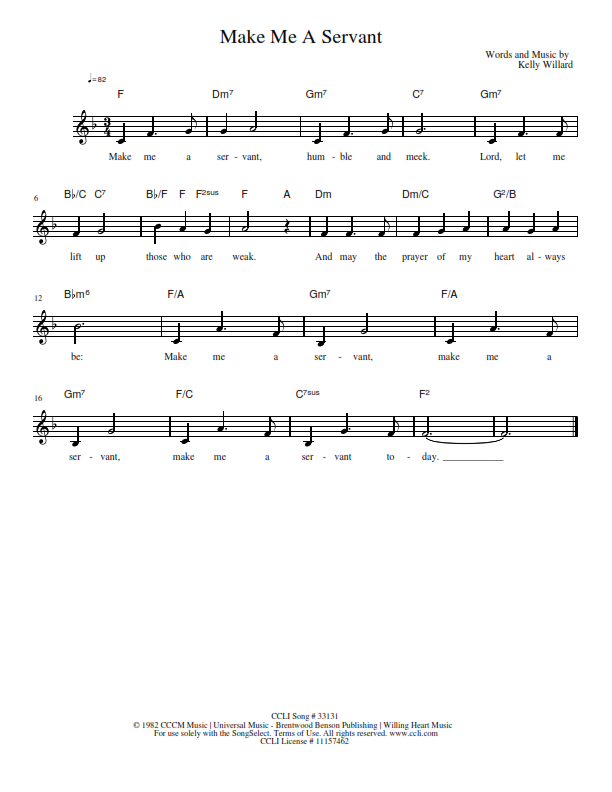 Make Me A Servant
Words and Music by
Kelly Willard
♩=82
F Dm7 Gm7 C7 Gm7
3
4
Make me a ser - vant, hum - ble and meek. Lord, let me
6
B♭/C C7 B♭/F F F2sus F A Dm Dm/C G2/B
lift up those who are weak. And may the prayer of my heart al - ways
12
B♭m6 F/A Gm7 F/A
be: Make me a ser - vant, make me a
16
Gm7 F/C C7sus F2
ser - vant, make me a ser - vant to - day. ____________
CCLI Song # 33131
© 1982 CCCM Music | Universal Music - Brentwood Benson Publishing | Willing Heart Music
For use solely with the SongSelect. Terms of Use. All rights reserved. www.ccli.com
CCLI License # 11157462